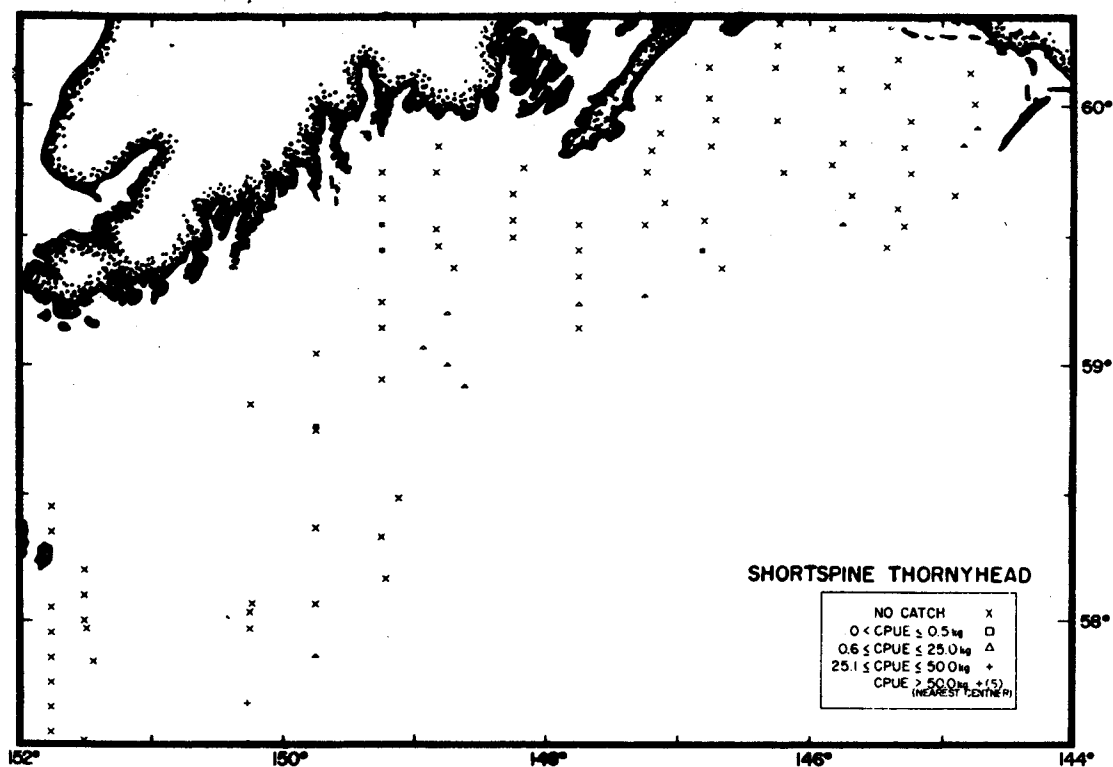 60°
59°
SHORTSPINE THORNYHEAD
NO CATCH x
0 < CPUE ≤ 0.5 kg □
0.6 ≤ CPUE ≤ 25.0 kg △
25.1 ≤ CPUE ≤ 50.0 kg +
CPUE > 50.0 kg +(5)
(NEAREST CENTNER)
58°
152° 150° 148° 146° 144°